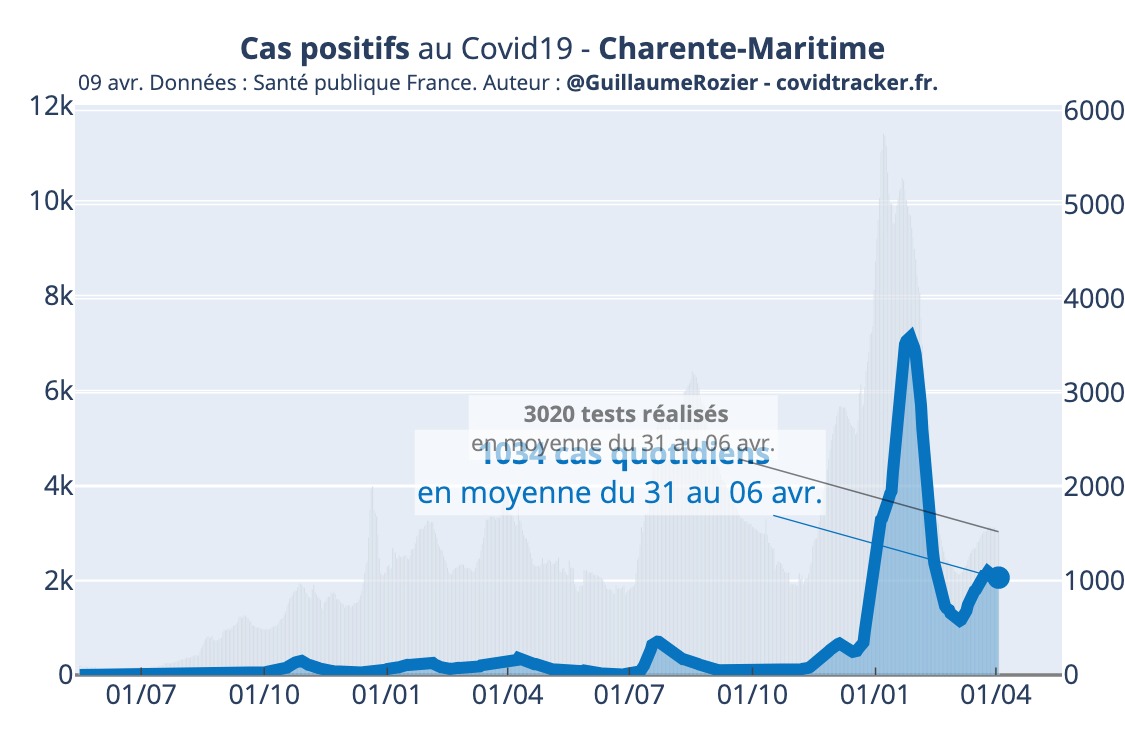 Cas positifs au Covid19 - Charente-Maritime
09 avr. Données : Santé publique France. Auteur : @GuillaumeRozier - covidtracker.fr.
12k
10k
8k
6k
4k
2k
0
6000
5000
4000
3000
2000
1000
0
3020 tests réalisés
en moyenne du 31 au 06 avr.
1034 cas quotidiens
en moyenne du 31 au 06 avr.
01/07 01/10 01/01 01/04 01/07 01/10 01/01 01/04